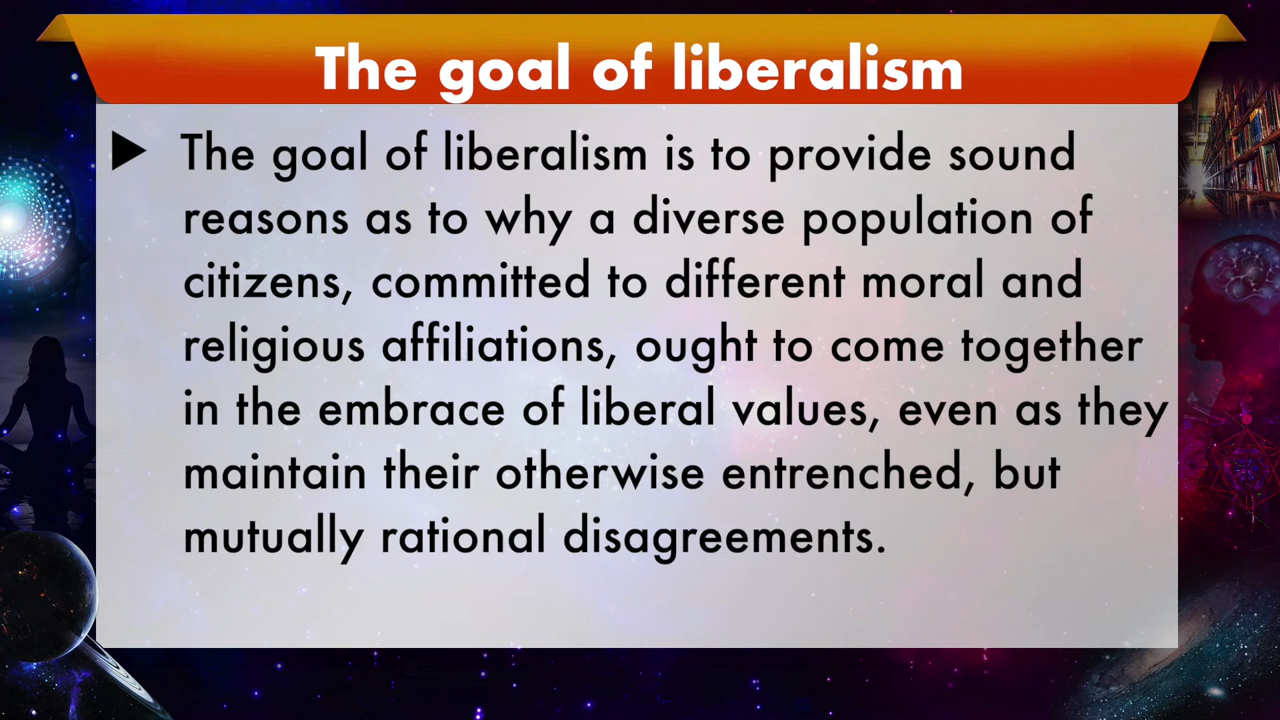 The goal of liberalism
The goal of liberalism is to provide sound
reasons as to why a diverse population of
citizens, committed to different moral and
religious affiliations, ought to come together
in the embrace of liberal values, even as they
maintain their otherwise entrenched, but
mutually rational disagreements.